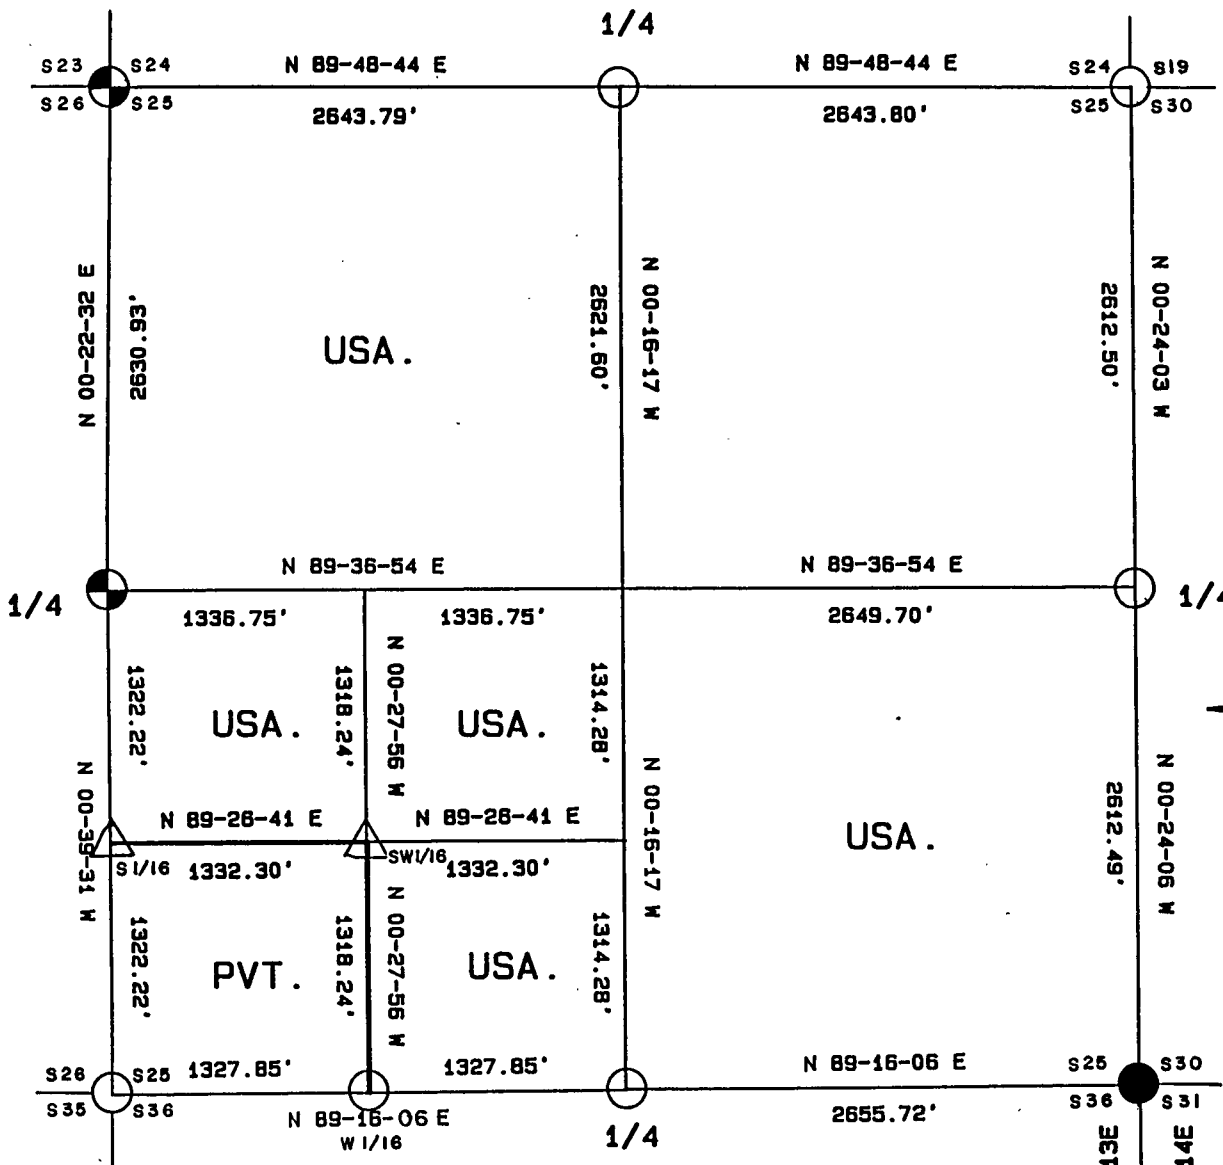 1/4
S23 S24
N 89-48-44 E
N 89-48-44 E
S24 S19
S26 S25
2643.79'
2643.80'
S25 S30
N 00-22-32 E
2630.93'
USA.
2621.60'
N 00-16-17 W
2612.50'
N 00-24-03 W
N 89-36-54 E
N 89-36-54 E
1/4
1336.75'
1336.75'
2649.70'
1/4
1322.22'
USA.
1318.24'
N 00-27-56 W
USA.
1314.28'
N 00-33-31 W
N 89-26-41 E
N 89-26-41 E
S1/16
1332.30'
SW1/16
1332.30'
N 00-16-17 W
USA.
2612.49'
N 00-24-06 W
1322.22'
PVT.
1318.24'
N 00-27-56 W
USA.
1314.28'
S26 S25
1327.85'
1327.85'
N 89-16-06 E
S25 S30
S35 S36
N 89-16-06 E
W 1/16
1/4
2655.72'
S36 S31
13E
14E